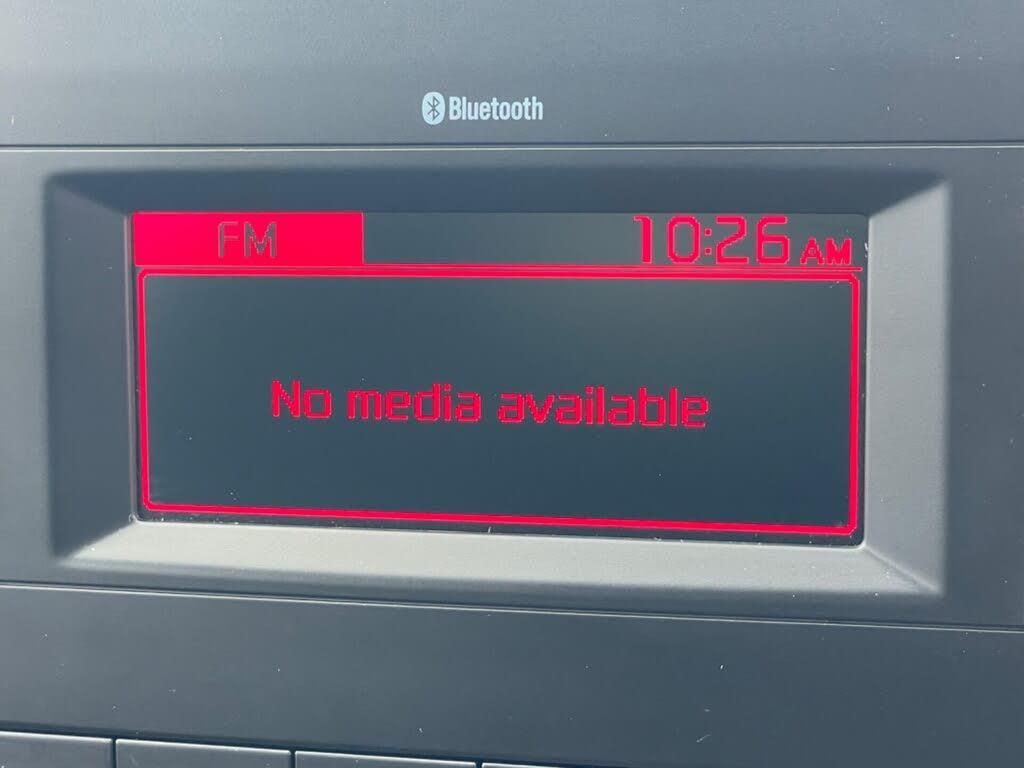 Bluetooth
FM 10:26 AM
No media available